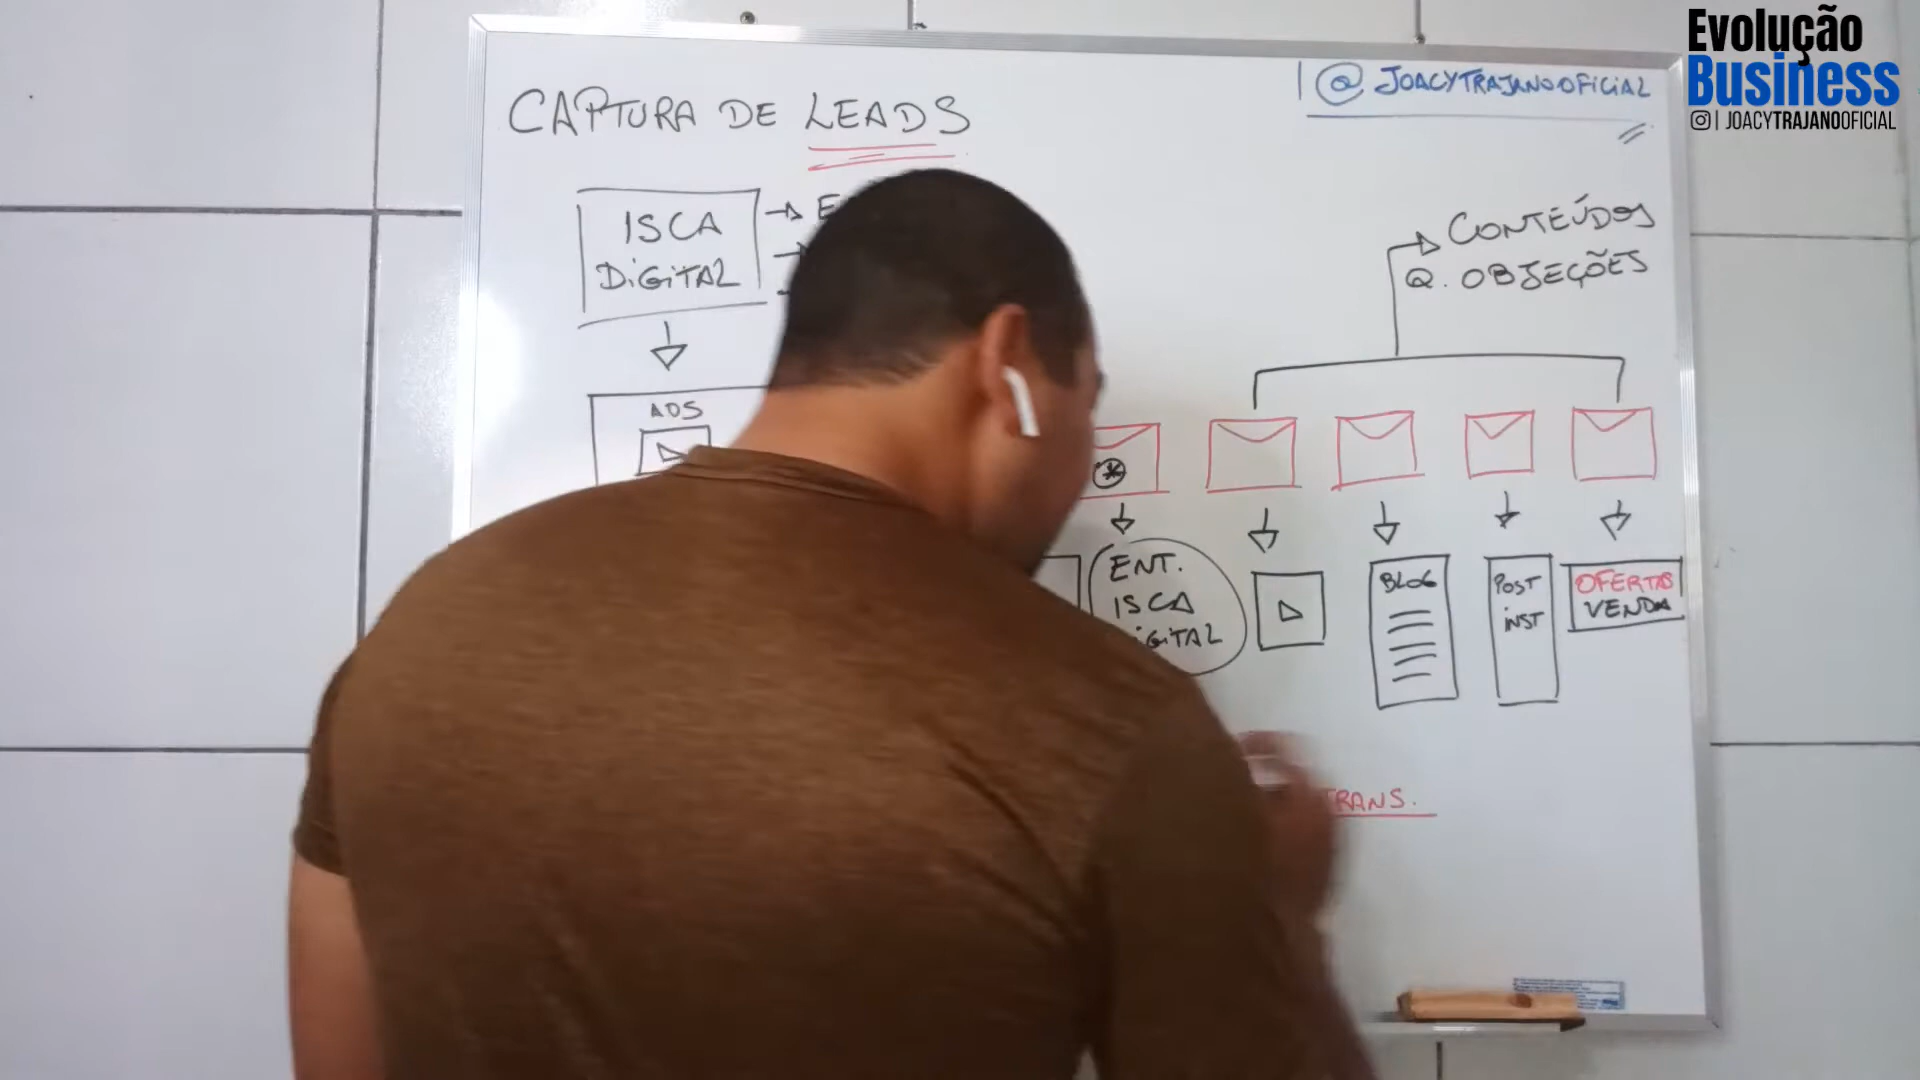 Evolução
Business
| JOACYTRAJANOOFICIAL
| @ JOACYTRAJANOOFICIAL
CAPTURA DE LEADS
ISCA
DIGITAL
CONTEÚDOS
Q. OBJEÇÕES
ADS
ENT.
ISCA
BLOG
POST
INST
OFERTAS
VENDA